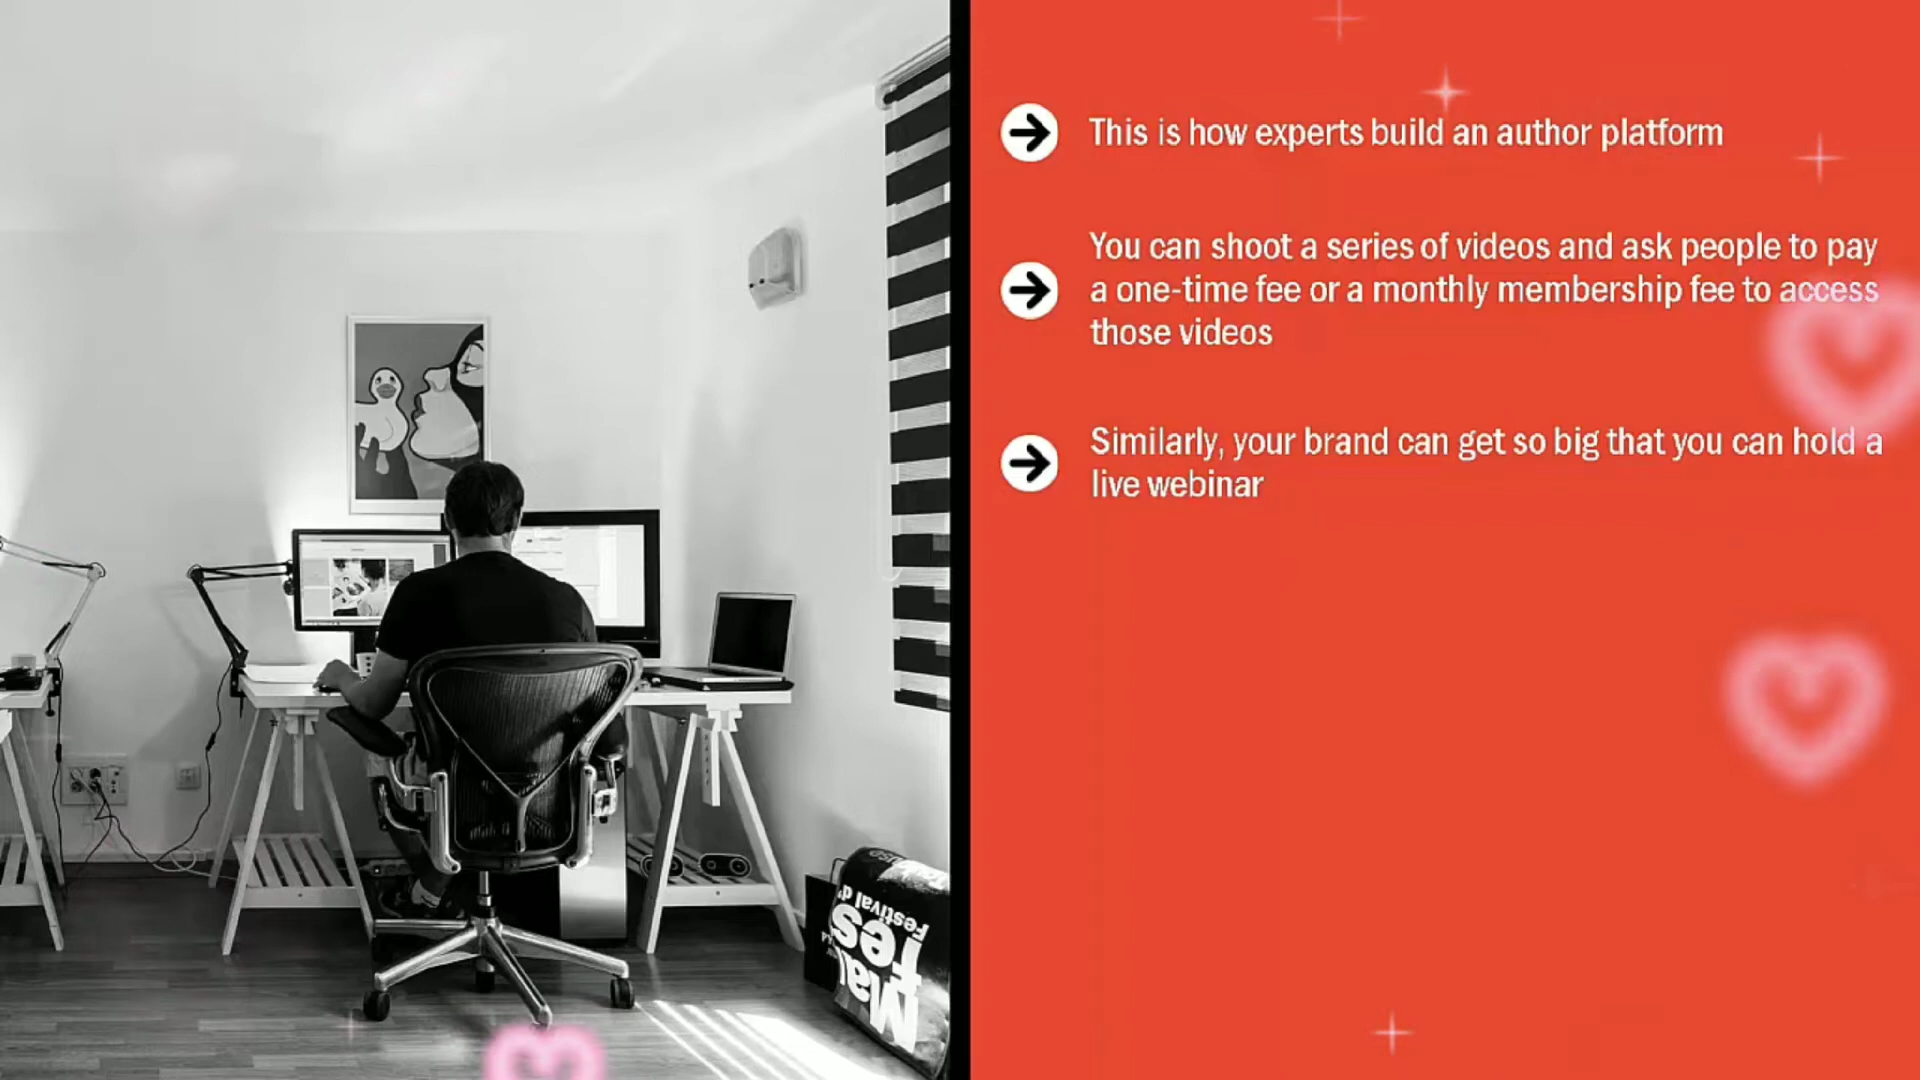 This is how experts build an author platform
You can shoot a series of videos and ask people to pay
a one-time fee or a monthly membership fee to access
those videos
Similarly, your brand can get so big that you can hold a
live webinar
Festival d'